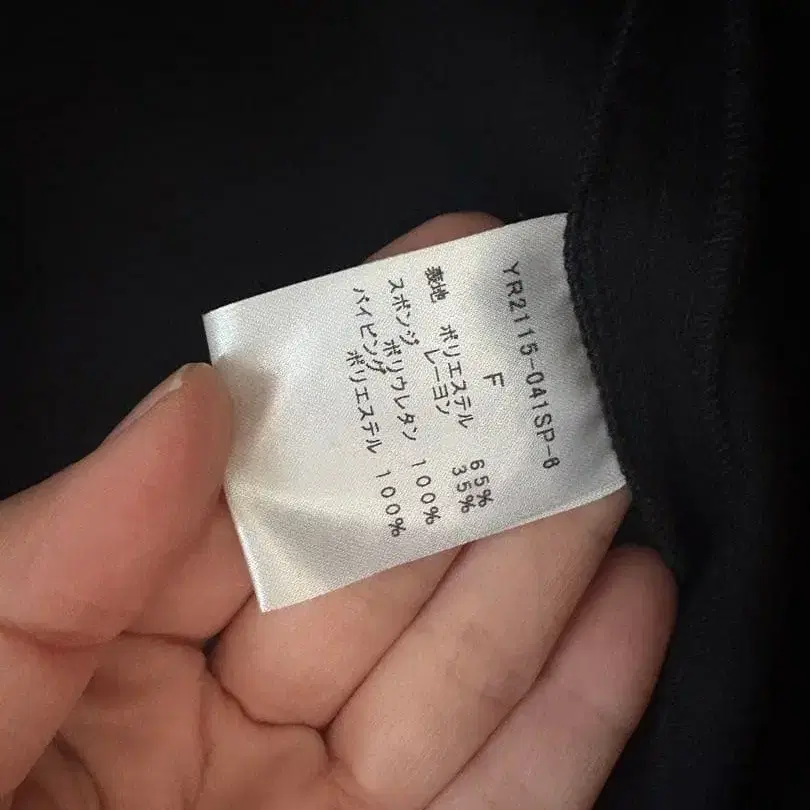 YR2115-041SP-6
F
表地 ポリエステル 65%
レーヨン 35%
スポンジ ポリウレタン 100%
パイピング
ポリエステル 100%